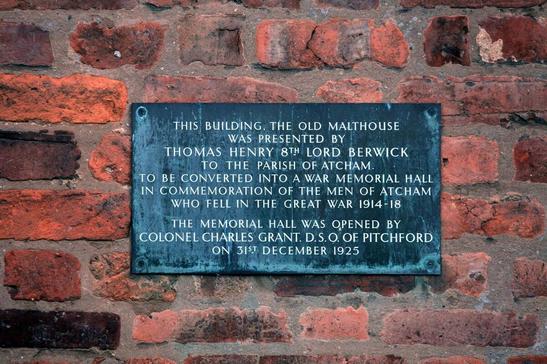 THIS BUILDING, THE OLD MALTHOUSE
WAS PRESENTED BY
THOMAS HENRY 8TH LORD BERWICK
TO THE PARISH OF ATCHAM.
TO BE CONVERTED INTO A WAR MEMORIAL HALL
IN COMMEMORATION OF THE MEN OF ATCHAM
WHO FELL IN THE GREAT WAR 1914-18
THE MEMORIAL HALL WAS OPENED BY
COLONEL CHARLES GRANT. D.S.O. OF PITCHFORD
ON 31ST DECEMBER 1925